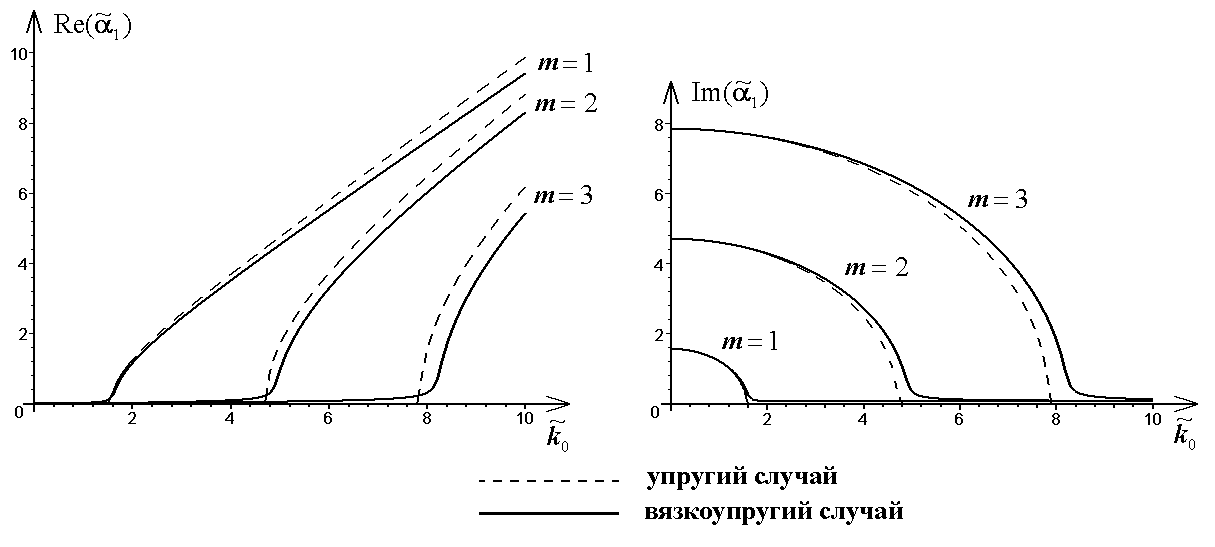 Re(α̃₁)
10
8
6
4
2
0
2
4
6
8
10
k̃₀
m = 1
m = 2
m = 3
Im(α̃₁)
8
6
4
2
0
2
4
6
8
10
k̃₀
m = 3
m = 2
m = 1
упругий случай
вязкоупругий случай